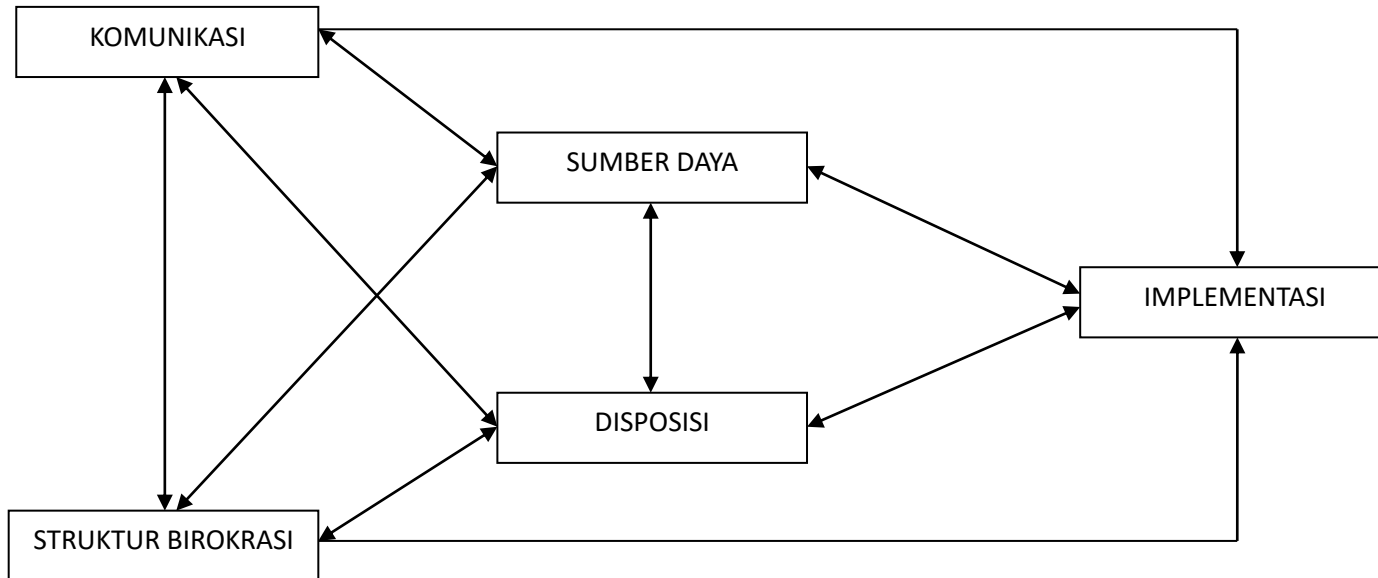 KOMUNIKASI
SUMBER DAYA
IMPLEMENTASI
DISPOSISI
STRUKTUR BIROKRASI